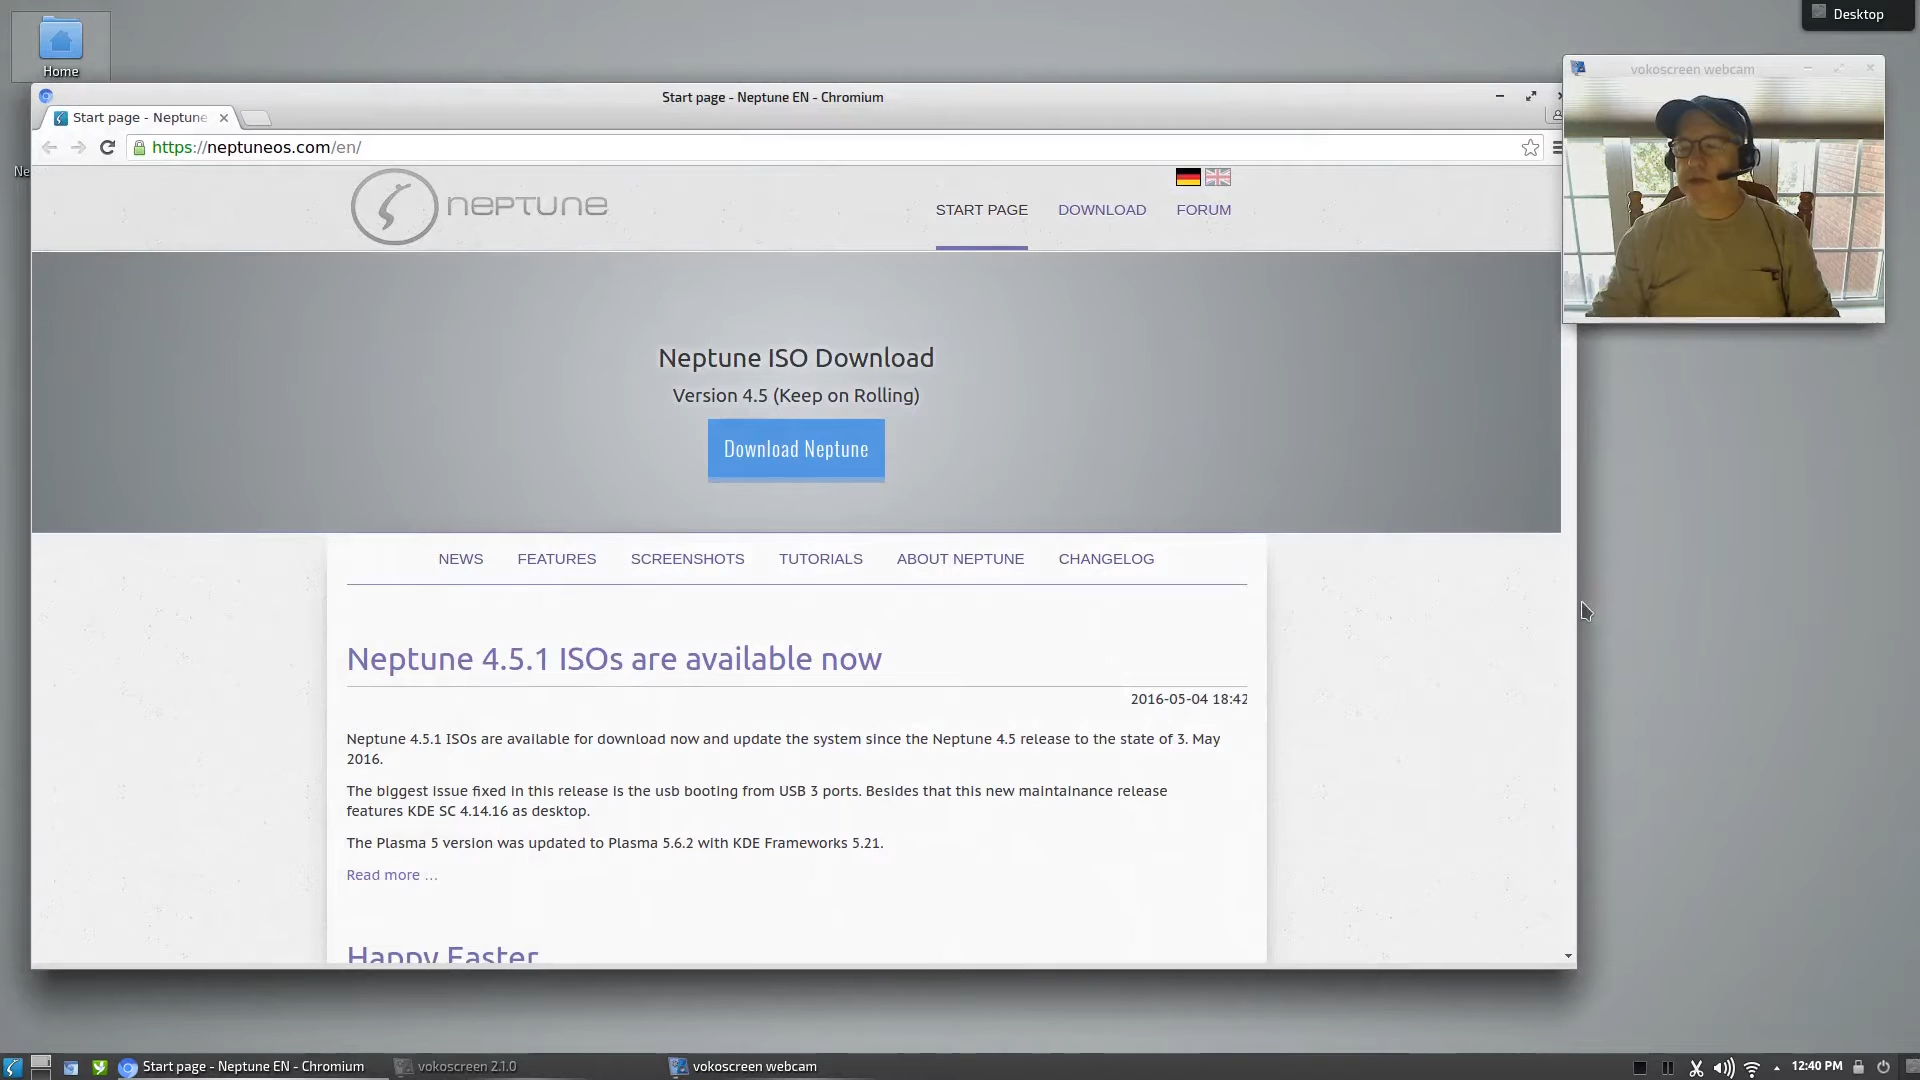 Desktop
Home
vokoscreen webcam
Start page - Neptune EN - Chromium
Start page - Neptune
https://neptuneos.com/en/
Ne
NEPTUNE
START PAGE
DOWNLOAD
FORUM
Neptune ISO Download
Version 4.5 (Keep on Rolling)
Download Neptune
NEWS
FEATURES
SCREENSHOTS
TUTORIALS
ABOUT NEPTUNE
CHANGELOG
Neptune 4.5.1 ISOs are available now
2016-05-04 18:42
Neptune 4.5.1 ISOs are available for download now and update the system since the Neptune 4.5 release to the state of 3. May
2016.
The biggest issue fixed in this release is the usb booting from USB 3 ports. Besides that this new maintainance release
features KDE SC 4.14.16 as desktop.
The Plasma 5 version was updated to Plasma 5.6.2 with KDE Frameworks 5.21.
Read more …
Happy Easter
Start page - Neptune EN - Chromium
vokoscreen 2.1.0
vokoscreen webcam
12:40 PM